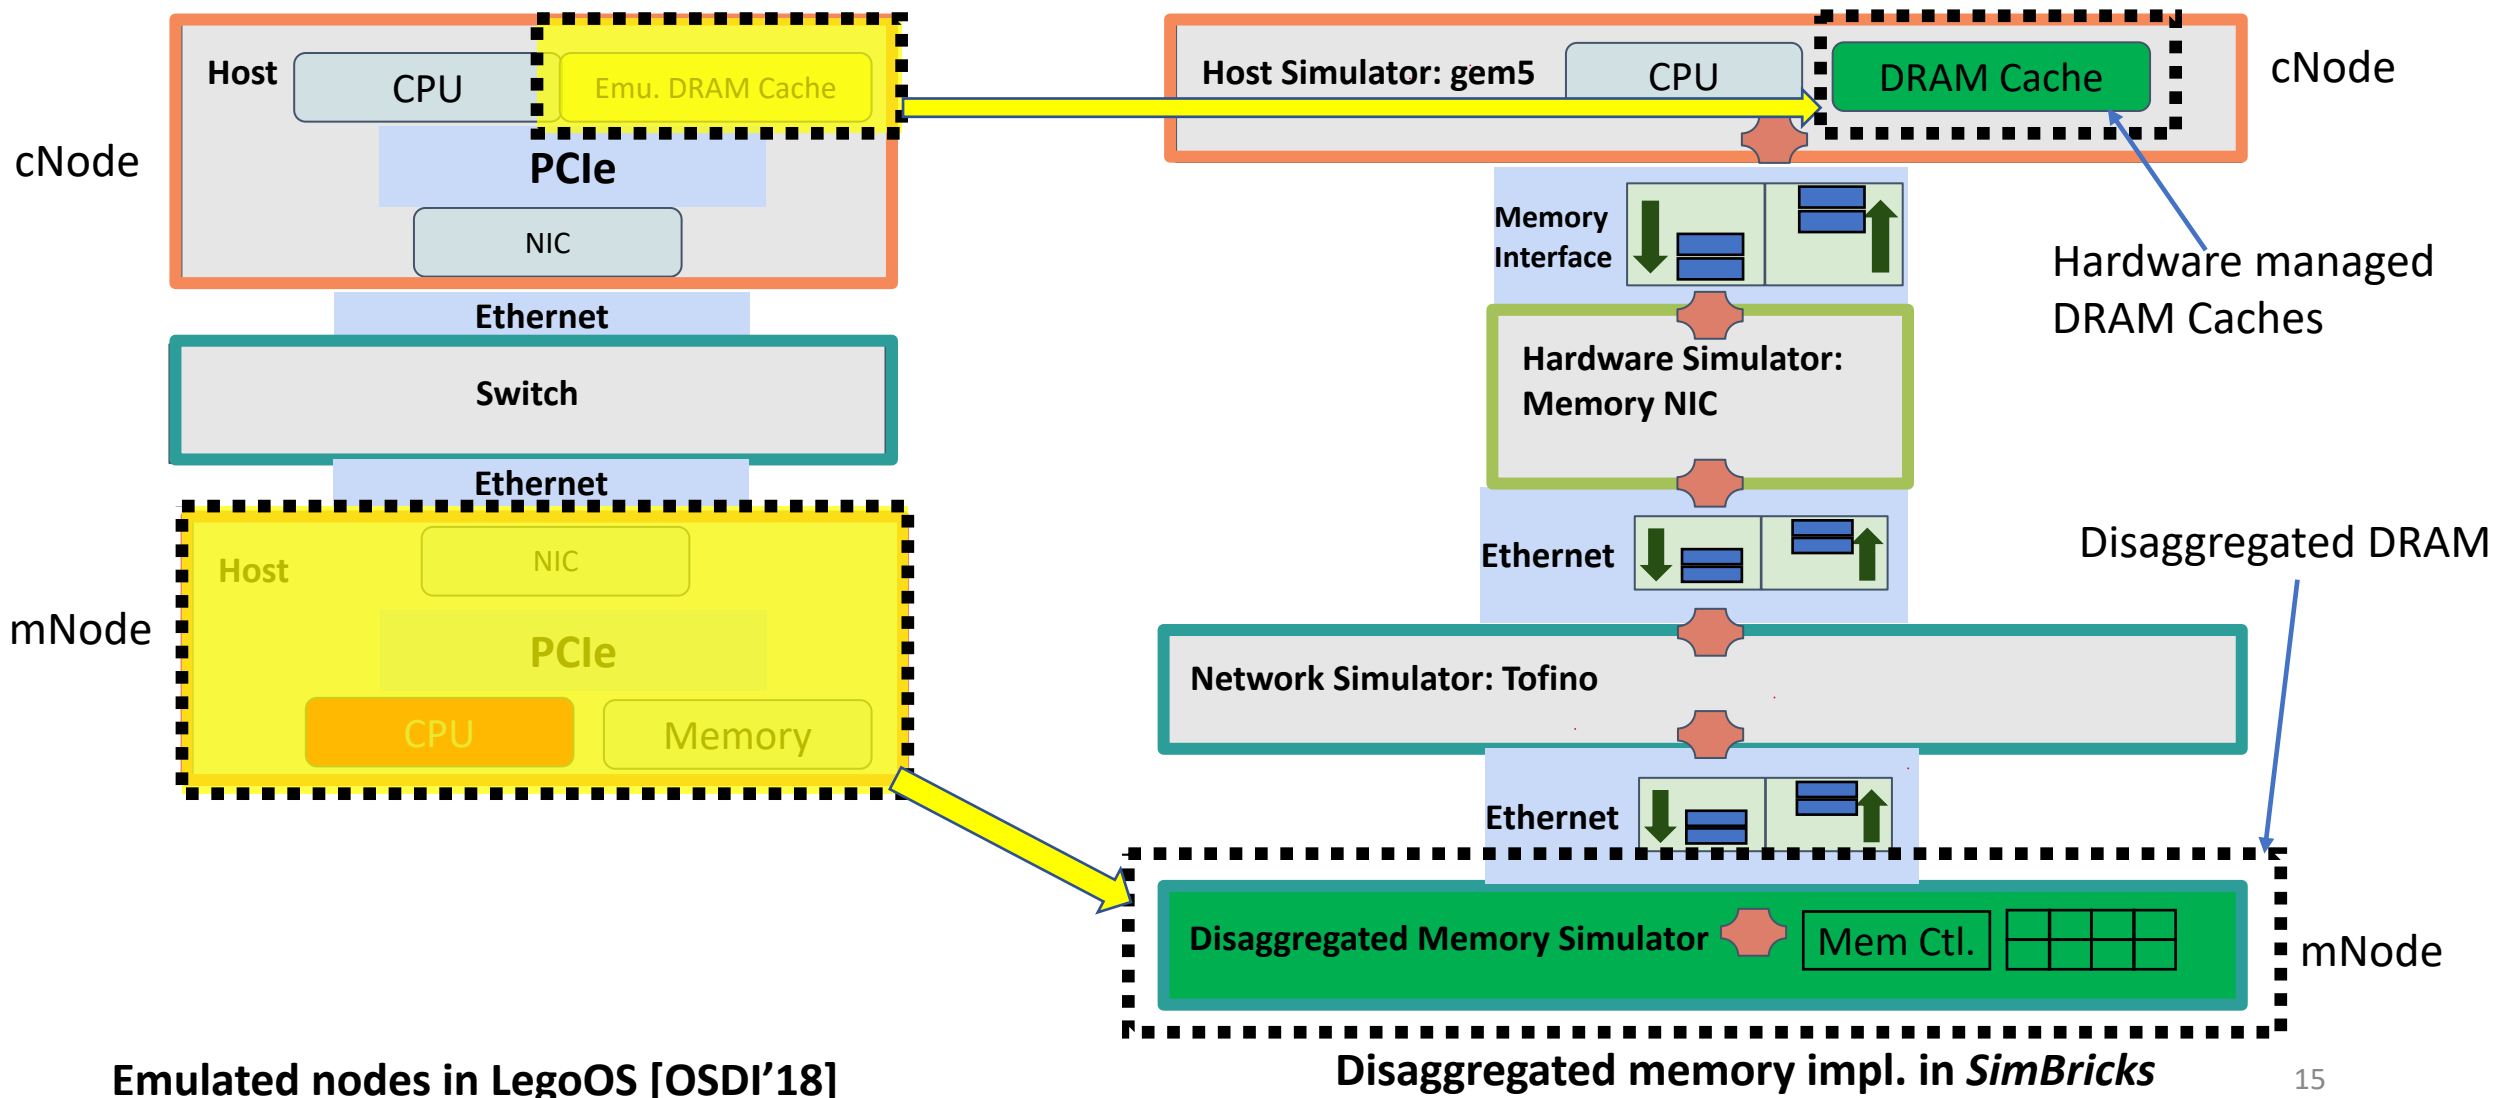 Host
CPU
Emu. DRAM Cache
PCIe
NIC
cNode
Ethernet
Switch
Ethernet
NIC
Host
PCIe
mNode
CPU
Memory
Emulated nodes in LegoOS [OSDI’18]
Host Simulator: gem5
CPU
DRAM Cache
cNode
Memory
Interface
Hardware managed
DRAM Caches
Hardware Simulator:
Memory NIC
Ethernet
Disaggregated DRAM
Network Simulator: Tofino
Ethernet
Disaggregated Memory Simulator
Mem Ctl.
mNode
Disaggregated memory impl. in SimBricks
15